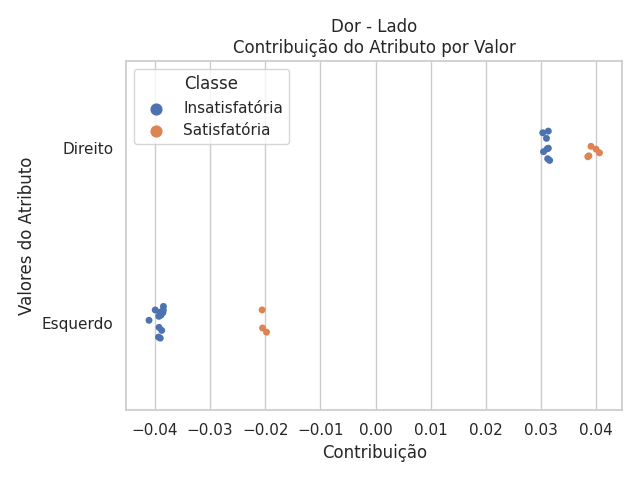 Dor - Lado
Contribuição do Atributo por Valor
Classe
Insatisfatória
Satisfatória
Valores do Atributo
Direito
Esquerdo
−0.04 −0.03 −0.02 −0.01 0.00 0.01 0.02 0.03 0.04
Contribuição